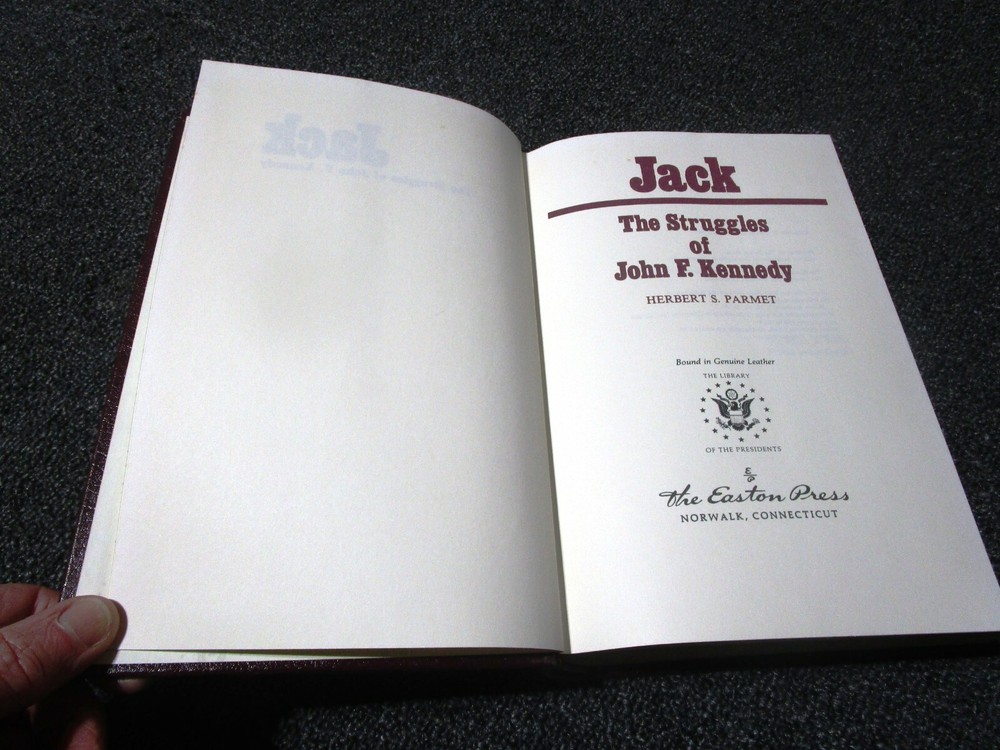 Jack
The Struggles
of
John F. Kennedy
HERBERT S. PARMET
Bound in Genuine Leather
THE LIBRARY
OF THE PRESIDENTS
E/P
The Easton Press
NORWALK, CONNECTICUT